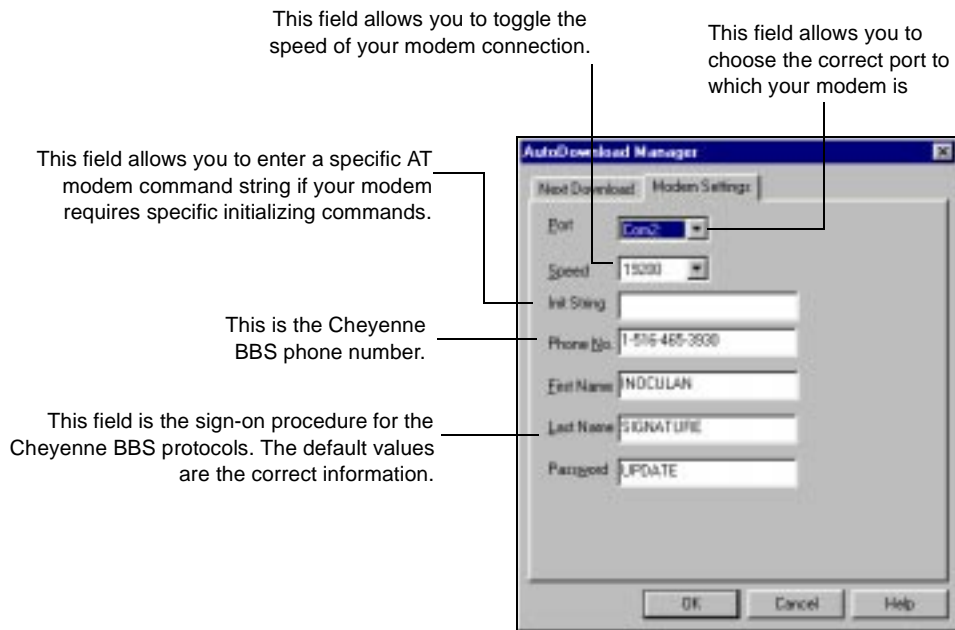 This field allows you to toggle the
speed of your modem connection.
This field allows you to
choose the correct port to
which your modem is
This field allows you to enter a specific AT
modem command string if your modem
requires specific initializing commands.
This is the Cheyenne
BBS phone number.
This field is the sign-on procedure for the
Cheyenne BBS protocols. The default values
are the correct information.
AutoDownload Manager
Next Download Modem Settings
Port Com2:
Speed 19200
Init String
Phone No. 1-516-465-3930
First Name INOCULAN
Last Name SIGNATURE
Password UPDATE
OK Cancel Help